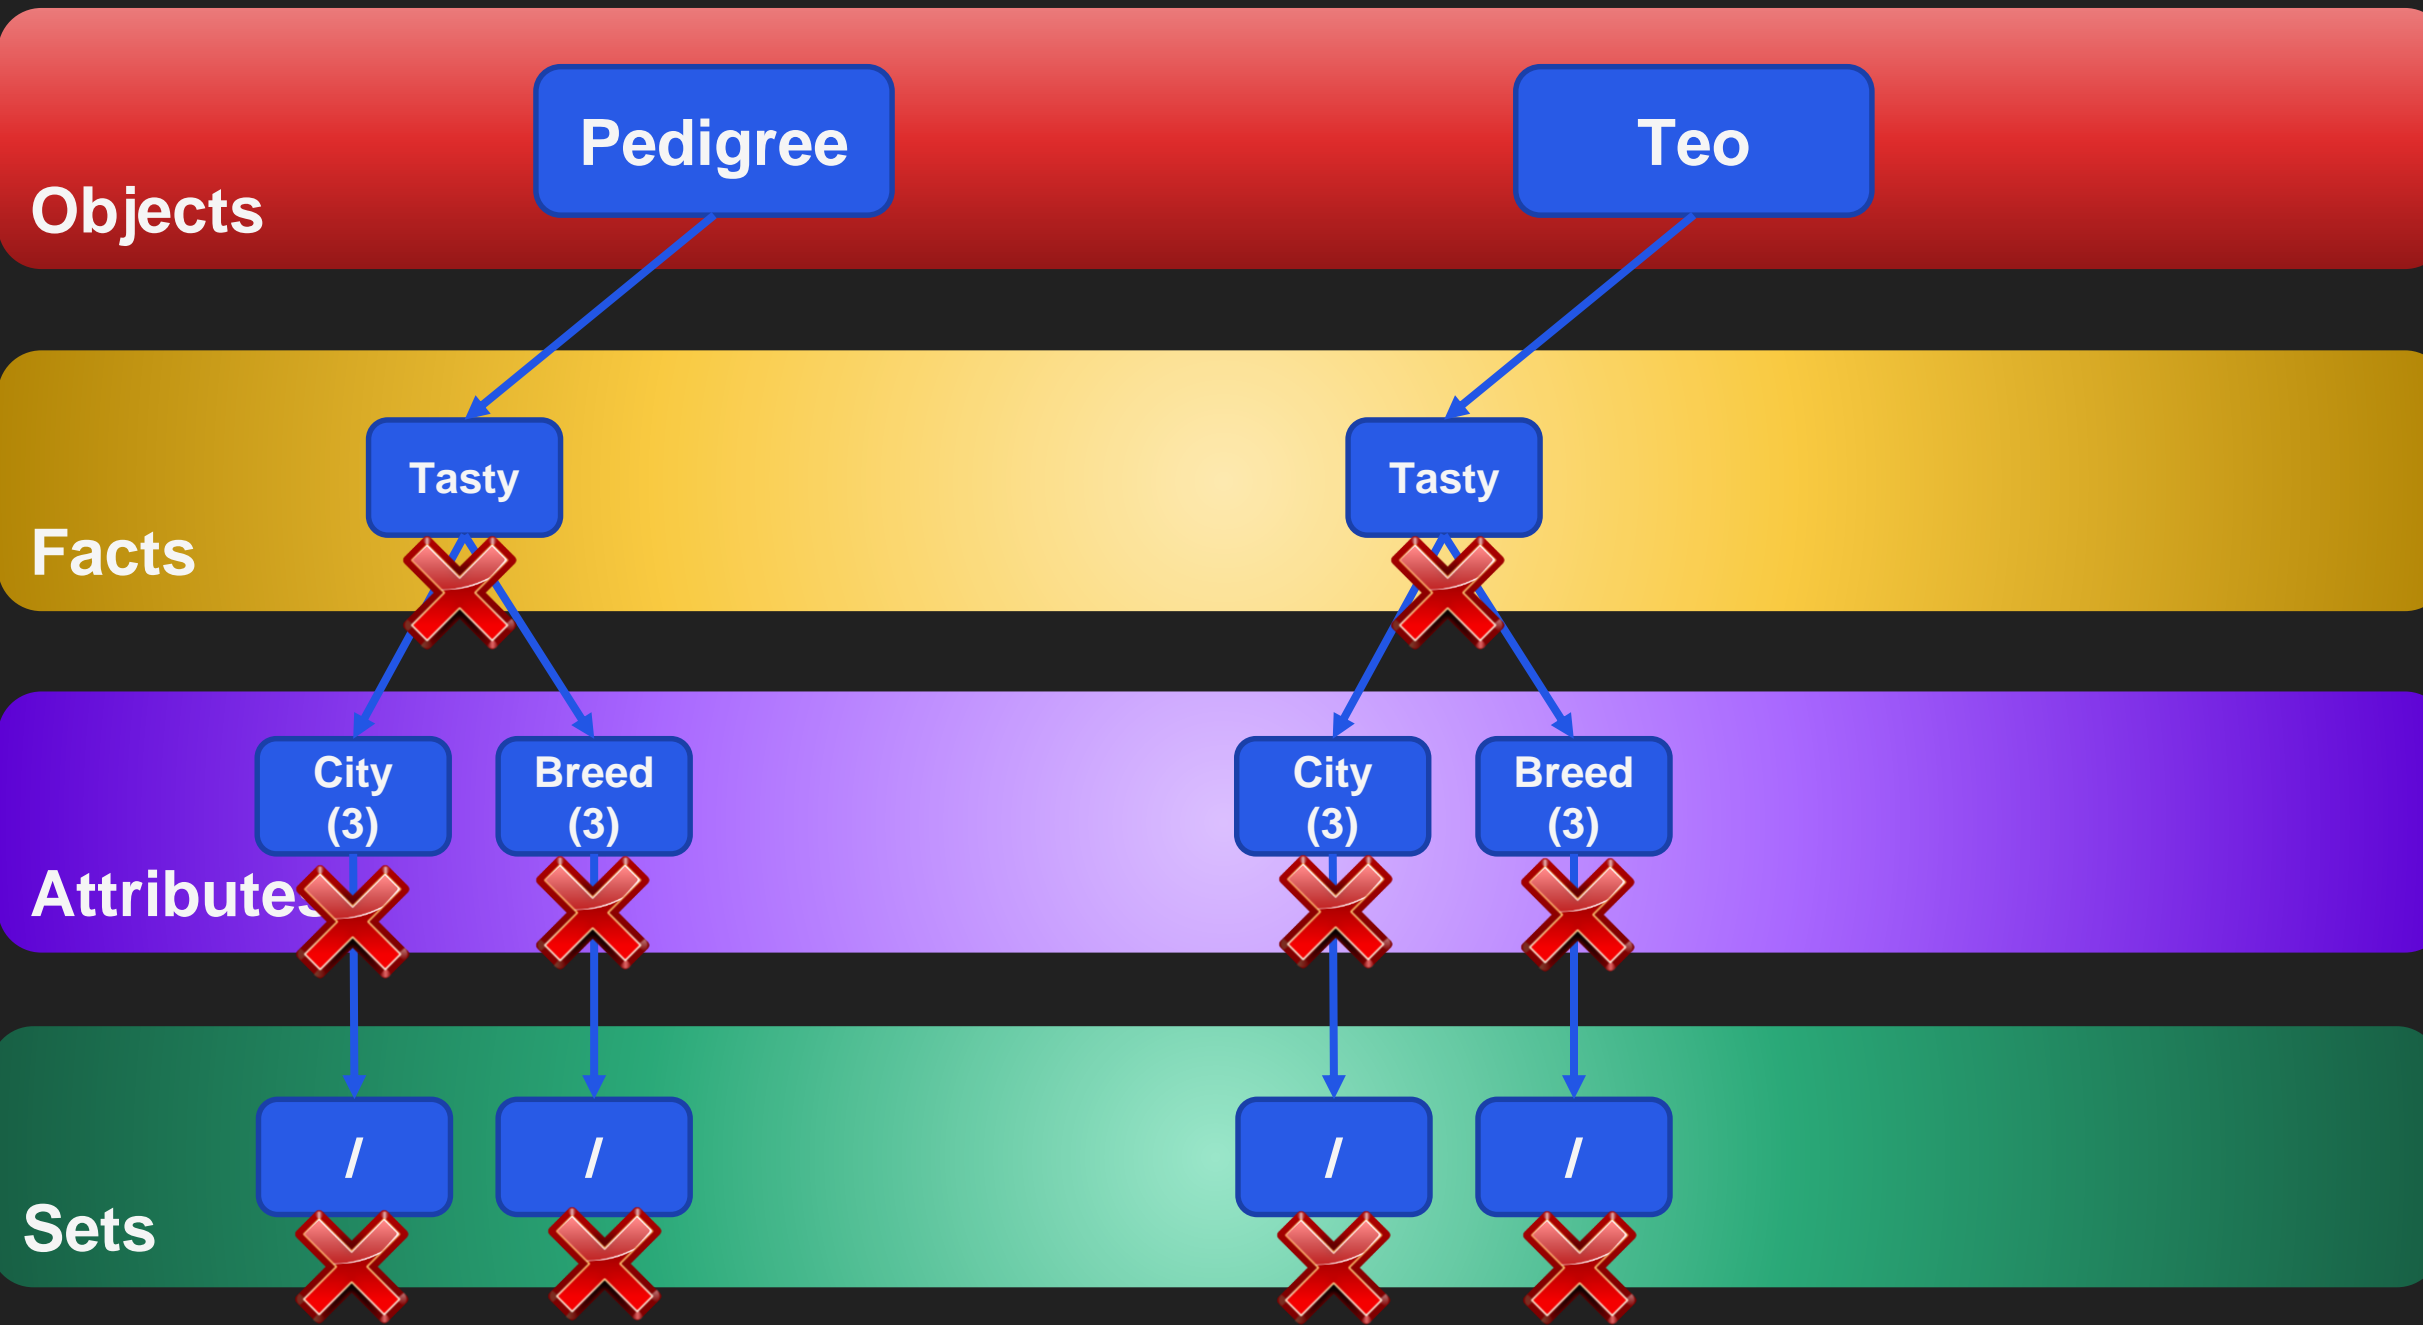 Pedigree
Teo
Objects
Tasty
Tasty
Facts
City
(3)
Breed
(3)
City
(3)
Breed
(3)
Attributes
/
/
/
/
Sets